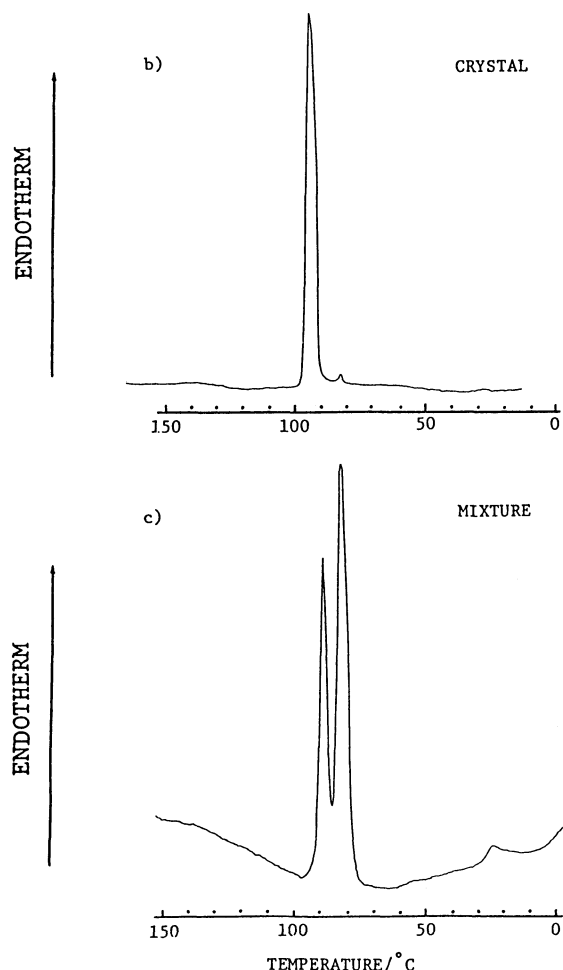 b)
CRYSTAL
ENDOTHERM
150 100 50 0
c)
MIXTURE
ENDOTHERM
150 100 50 0
TEMPERATURE/°C